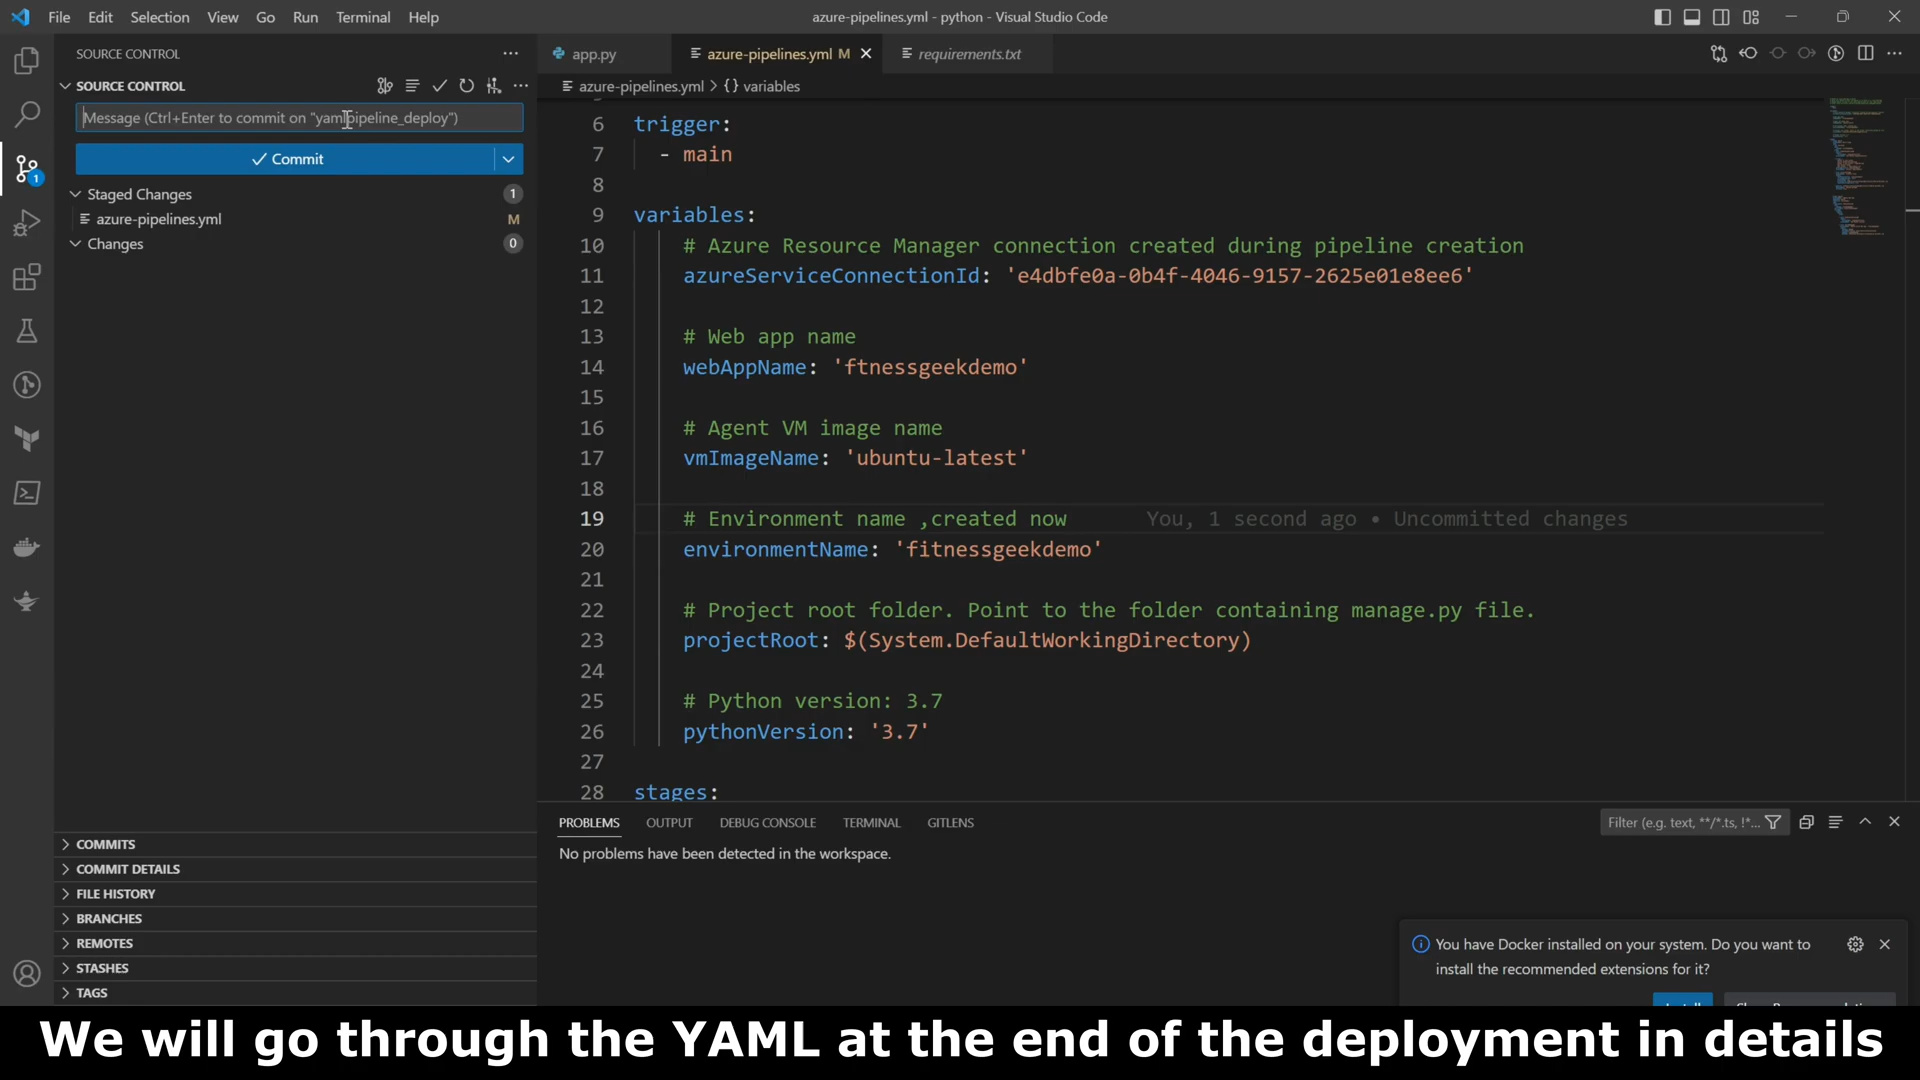 File Edit Selection View Go Run Terminal Help
azure-pipelines.yml - python - Visual Studio Code
SOURCE CONTROL
app.py
azure-pipelines.yml M
requirements.txt
SOURCE CONTROL
azure-pipelines.yml > {} variables
Message (Ctrl+Enter to commit on "yamlpipeline_deploy")
Commit
Staged Changes 1
azure-pipelines.yml M
Changes 0
1
6 trigger:
7 - main
8
9 variables:
10 # Azure Resource Manager connection created during pipeline creation
11 azureServiceConnectionId: 'e4dbfe0a-0b4f-4046-9157-2625e01e8ee6'
12
13 # Web app name
14 webAppName: 'ftnessgeekdemo'
15
16 # Agent VM image name
17 vmImageName: 'ubuntu-latest'
18
19 # Environment name ,created now You, 1 second ago • Uncommitted changes
20 environmentName: 'fitnessgeekdemo'
21
22 # Project root folder. Point to the folder containing manage.py file.
23 projectRoot: $(System.DefaultWorkingDirectory)
24
25 # Python version: 3.7
26 pythonVersion: '3.7'
27
28 stages:
PROBLEMS OUTPUT DEBUG CONSOLE TERMINAL GITLENS
Filter (e.g. text, **/*.ts, !*...
No problems have been detected in the workspace.
COMMITS
COMMIT DETAILS
FILE HISTORY
BRANCHES
REMOTES
STASHES
TAGS
You have Docker installed on your system. Do you want to
install the recommended extensions for it?
We will go through the YAML at the end of the deployment in details